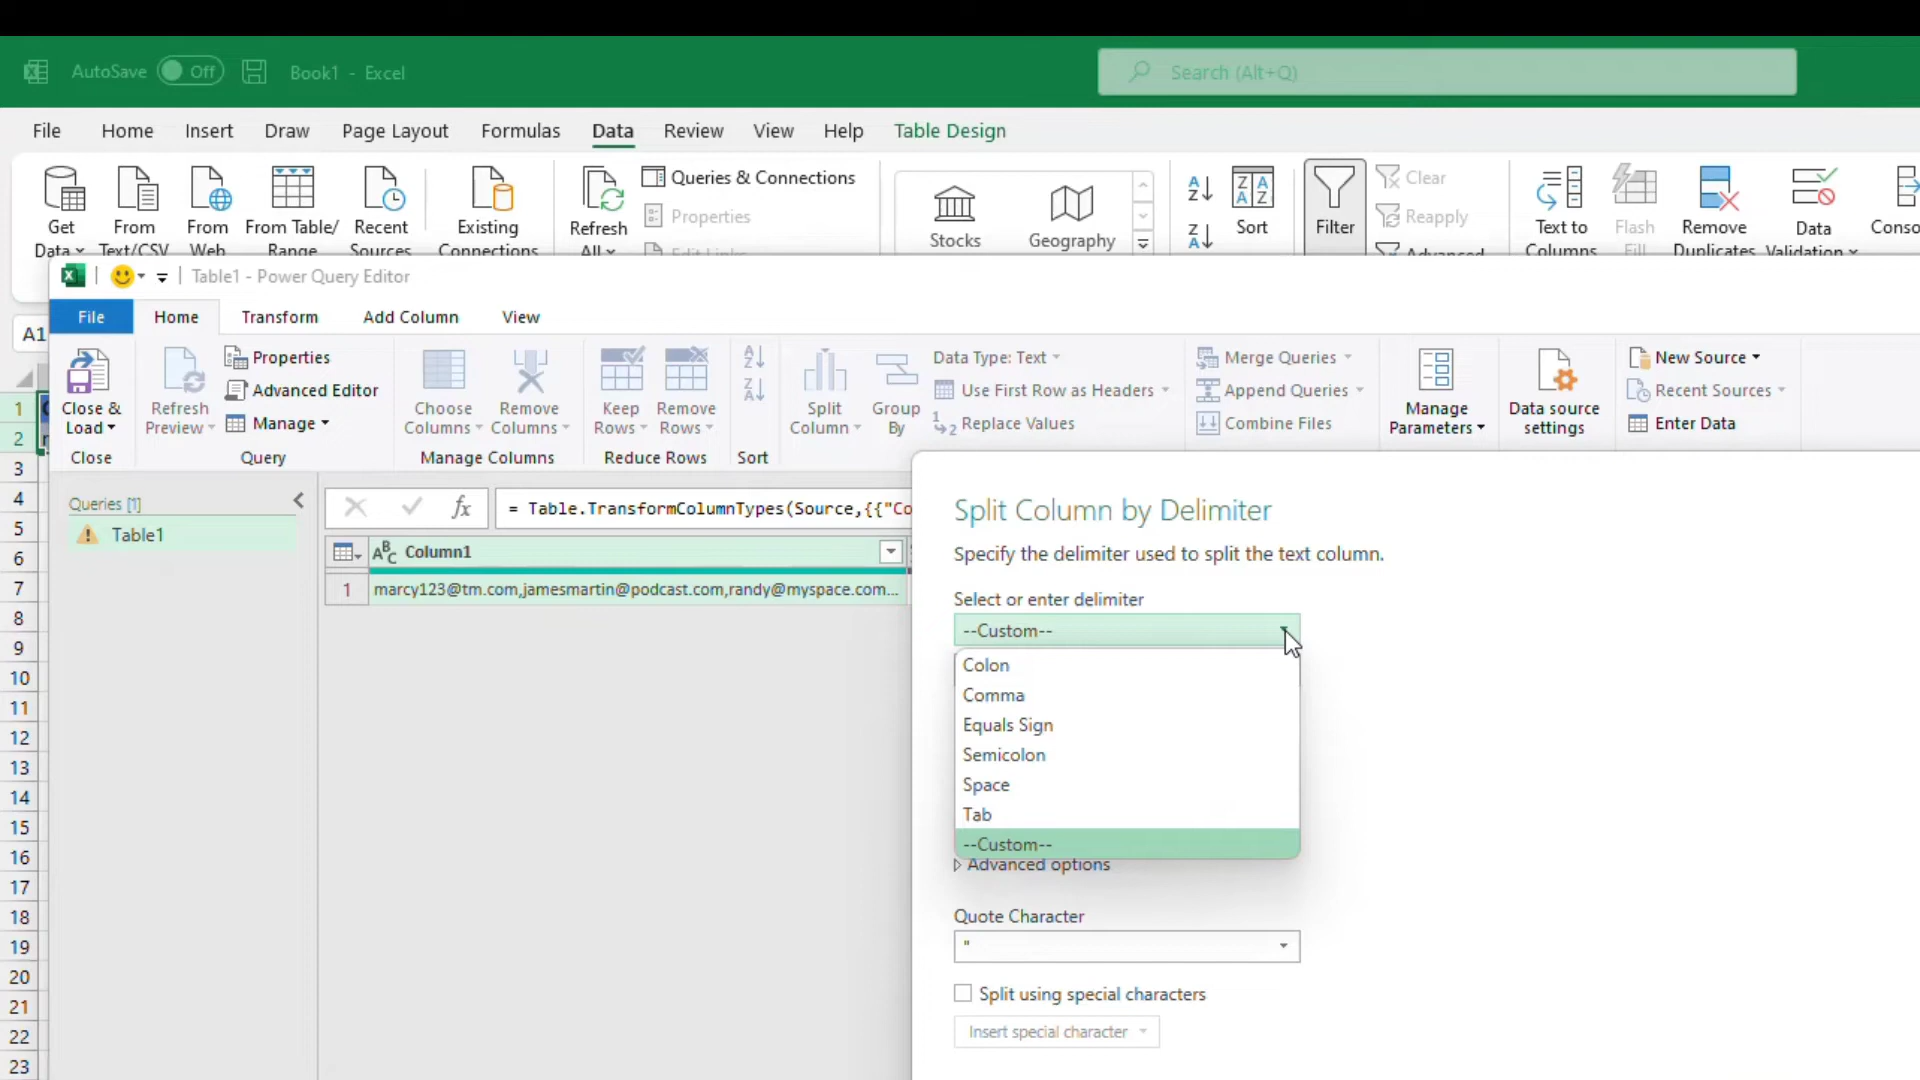 AutoSave Off Book1 - Excel Search (Alt+Q)
File Home Insert Draw Page Layout Formulas Data Review View Help Table Design
Get Data From Text/CSV From Web From Table/ Range Recent Sources Existing Connections Refresh All
Queries & Connections
Properties
Edit Links
Stocks Geography
Sort Filter
Clear
Reapply
Advanced
Text to Columns Flash Fill Remove Duplicates Data Validation Conso
Table1 - Power Query Editor
File Home Transform Add Column View
A1
Close & Load Refresh Preview
Properties
Advanced Editor
Manage
Choose Columns Remove Columns Keep Rows Remove Rows
Split Column Group By
Data Type: Text
Use First Row as Headers
Replace Values
Merge Queries
Append Queries
Combine Files
Manage Parameters Data source settings
New Source
Recent Sources
Enter Data
Close Query Manage Columns Reduce Rows Sort
Queries [1]
Table1
fx = Table.TransformColumnTypes(Source,{{"Co
ABC Column1
1 marcy123@tm.com,jamesmartin@podcast.com,randy@myspace.com...
Split Column by Delimiter
Specify the delimiter used to split the text column.
Select or enter delimiter
--Custom--
Colon
Comma
Equals Sign
Semicolon
Space
Tab
--Custom--
Advanced options
Quote Character
"
Split using special characters
Insert special character
1
2
3
4
5
6
7
8
9
10
11
12
13
14
15
16
17
18
19
20
21
22
23